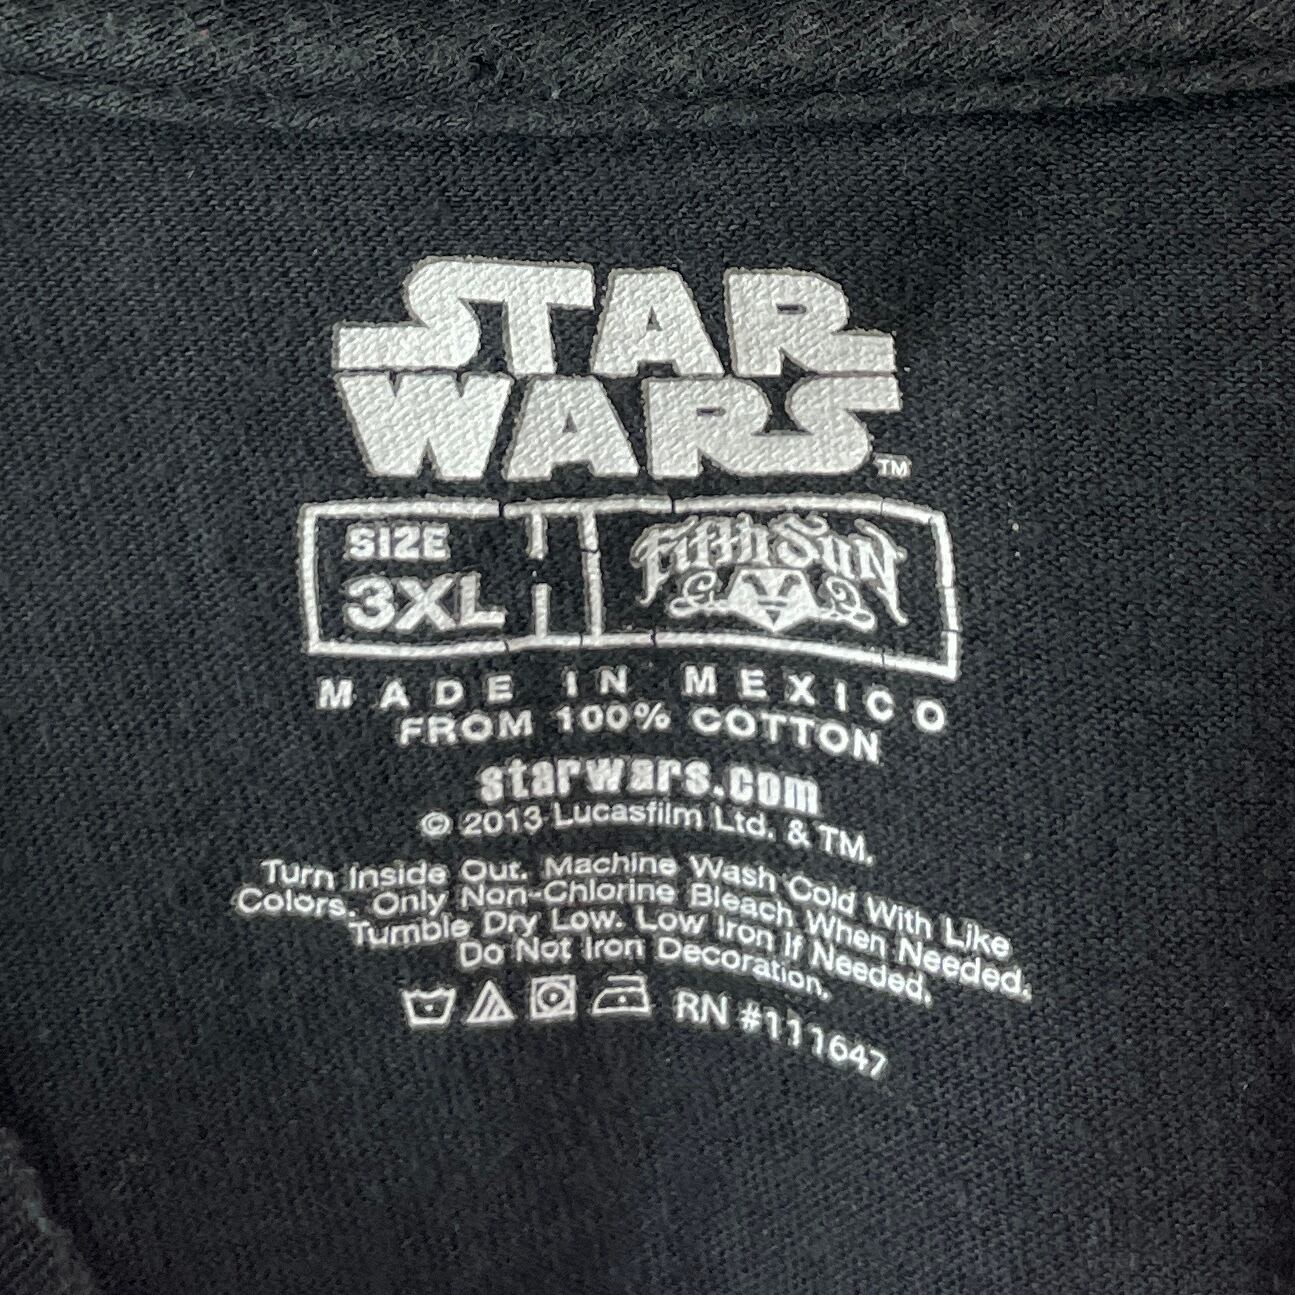 STAR
WARS™
SIZE
3XL
Fifth Sun
MADE IN MEXICO
FROM 100% COTTON
starwars.com
© 2013 Lucasfilm Ltd. & TM.
Turn Inside Out. Machine Wash Cold With Like
Colors. Only Non-Chlorine Bleach When Needed.
Tumble Dry Low. Low Iron If Needed.
Do Not Iron Decoration.
RN #111647